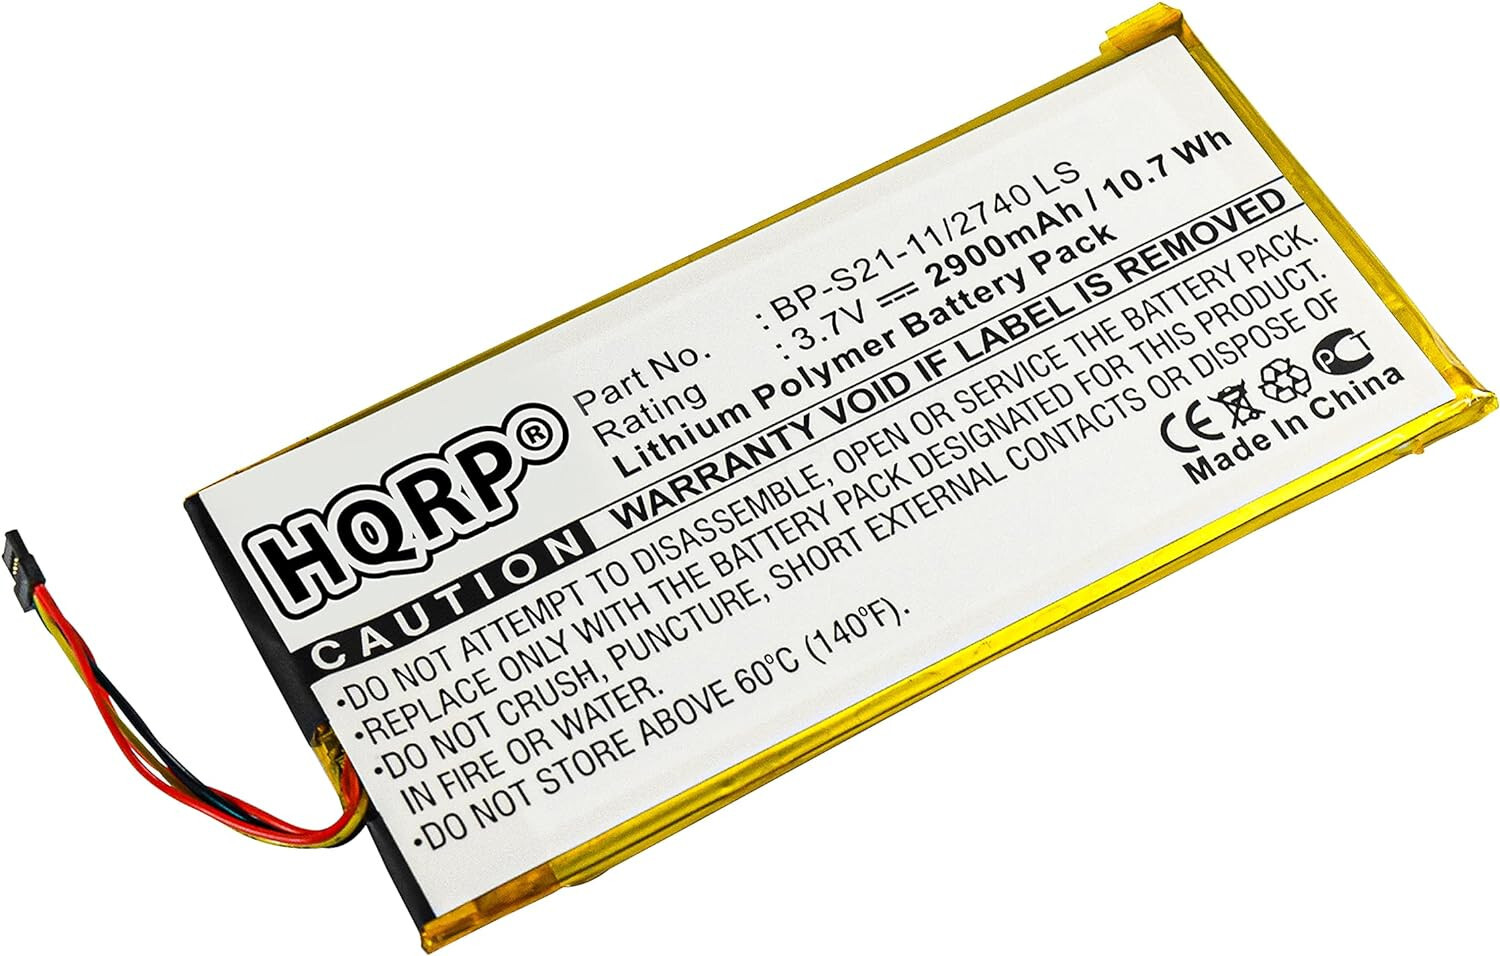 HQRP®
Part No. : BP-S21-11/2740 LS
Rating : 3.7V 2900mAh / 10.7 Wh
Lithium Polymer Battery Pack
CAUTION WARRANTY VOID IF LABEL IS REMOVED
•DO NOT ATTEMPT TO DISASSEMBLE, OPEN OR SERVICE BATTERY PACK.
•REPLACE ONLY WITH THE BATTERY PACK DESIGNATED FOR THIS PRODUCT.
•DO NOT CRUSH, PUNCTURE, SHORT EXTERNAL CONTACTS OR DISPOSE OF
IN FIRE OR WATER.
•DO NOT STORE ABOVE 60°C (140°F).
CE PCT
Made In China